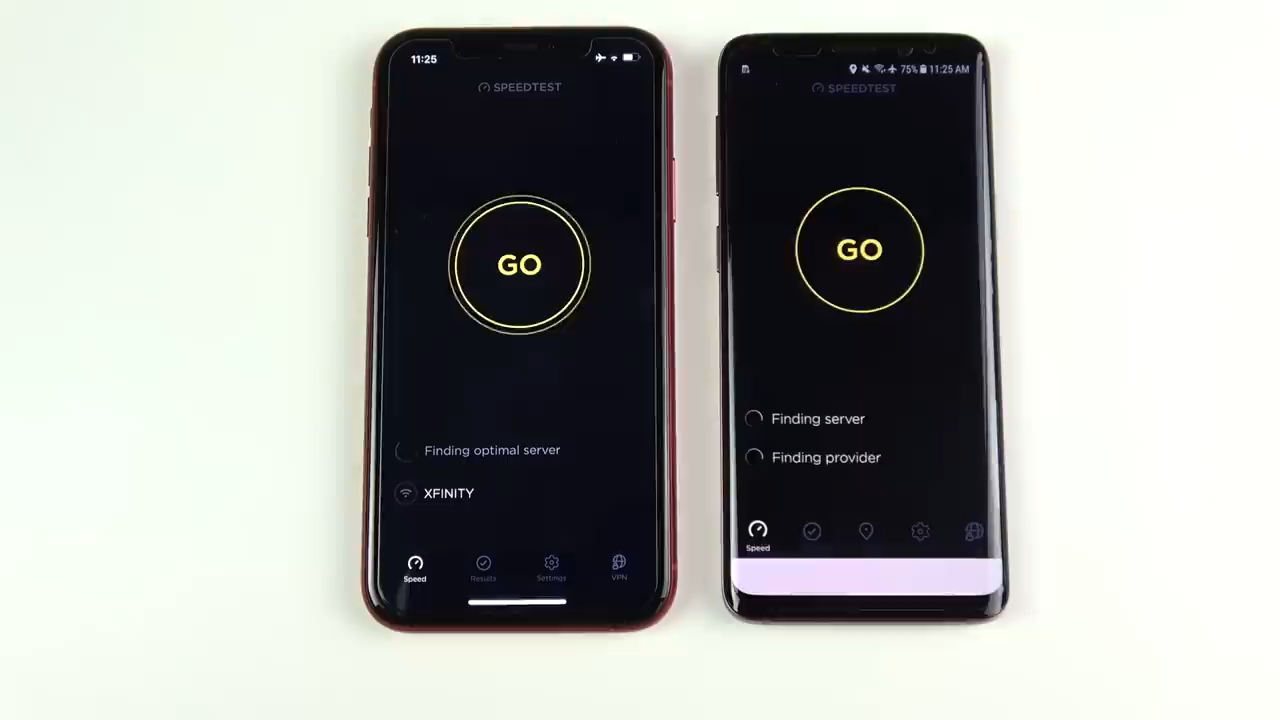 11:25
SPEEDTEST
GO
Finding optimal server
XFINITY
Speed
Results
Settings
VPN
75% 11:25 AM
SPEEDTEST
GO
Finding server
Finding provider
Speed